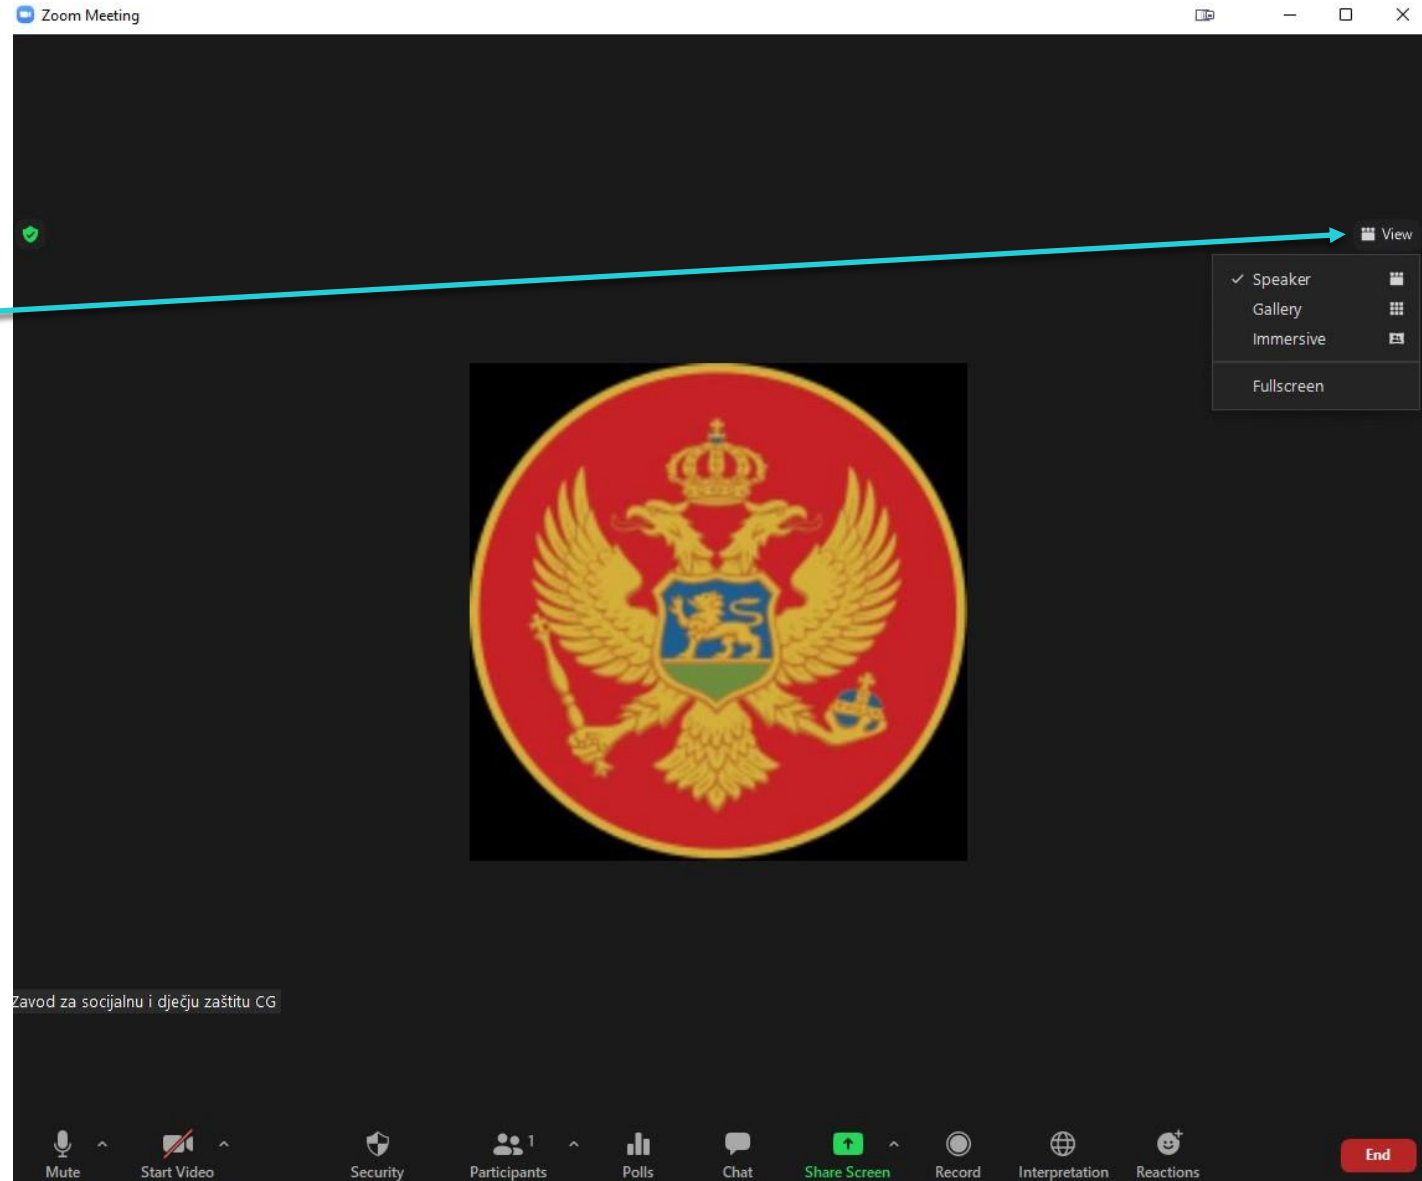 Zoom Meeting
View
Speaker
Gallery
Immersive
Fullscreen
Zavod za socijalnu i dječju zaštitu CG
1
Mute
Start Video
Security
Participants
Polls
Chat
Share Screen
Record
Interpretation
Reactions
End